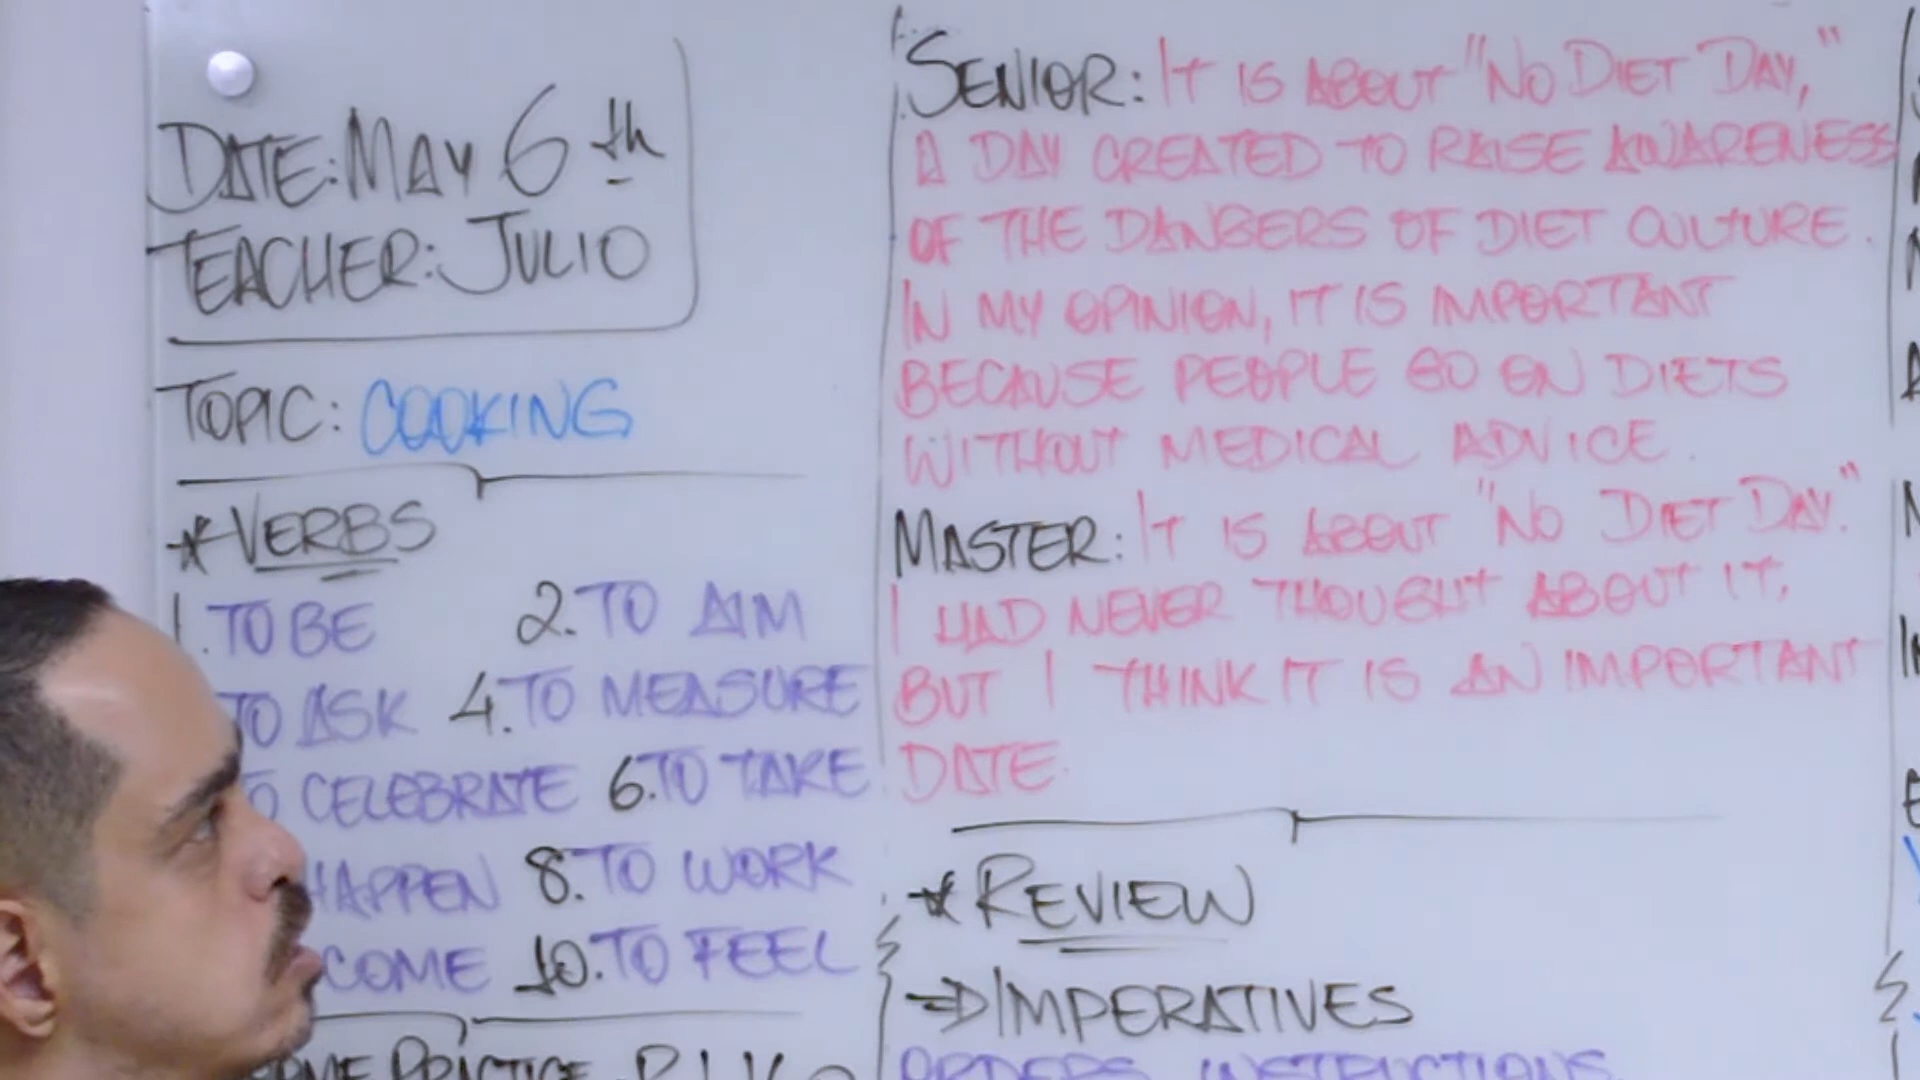 DATE: MAY 6th
TEACHER: JULIO
TOPIC: COOKING
*VERBS
1. TO BE 2. TO AIM
TO ASK 4. TO MEASURE
TO CELEBRATE 6. TO TAKE
HAPPEN 8. TO WORK
COME 10. TO FEEL
PRACTICE
SENIOR: IT IS ABOUT "NO DIET DAY,"
A DAY CREATED TO RAISE AWARENESS
OF THE DANGERS OF DIET CULTURE.
IN MY OPINION, IT IS IMPORTANT
BECAUSE PEOPLE GO ON DIETS
WITHOUT MEDICAL ADVICE.
MASTER: IT IS ABOUT "NO DIET DAY."
I HAD NEVER THOUGHT ABOUT IT,
BUT I THINK IT IS AN IMPORTANT
DATE.
*REVIEW
⇒IMPERATIVES
ORDERS, INSTRUCTIONS,